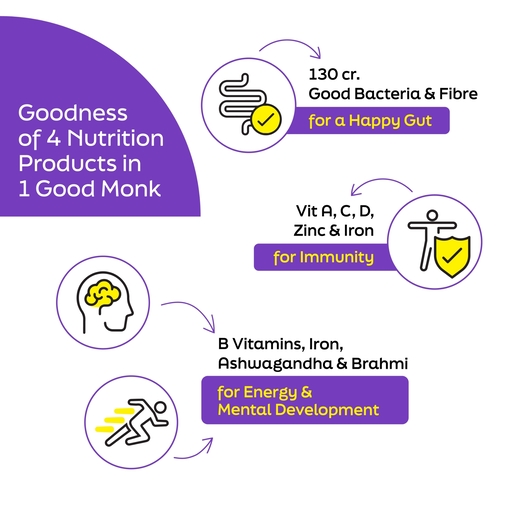 Goodness
of 4 Nutrition
Products in
1 Good Monk
130 cr.
Good Bacteria & Fibre
for a Happy Gut
Vit A, C, D,
Zinc & Iron
for Immunity
B Vitamins, Iron,
Ashwagandha & Brahmi
for Energy &
Mental Development